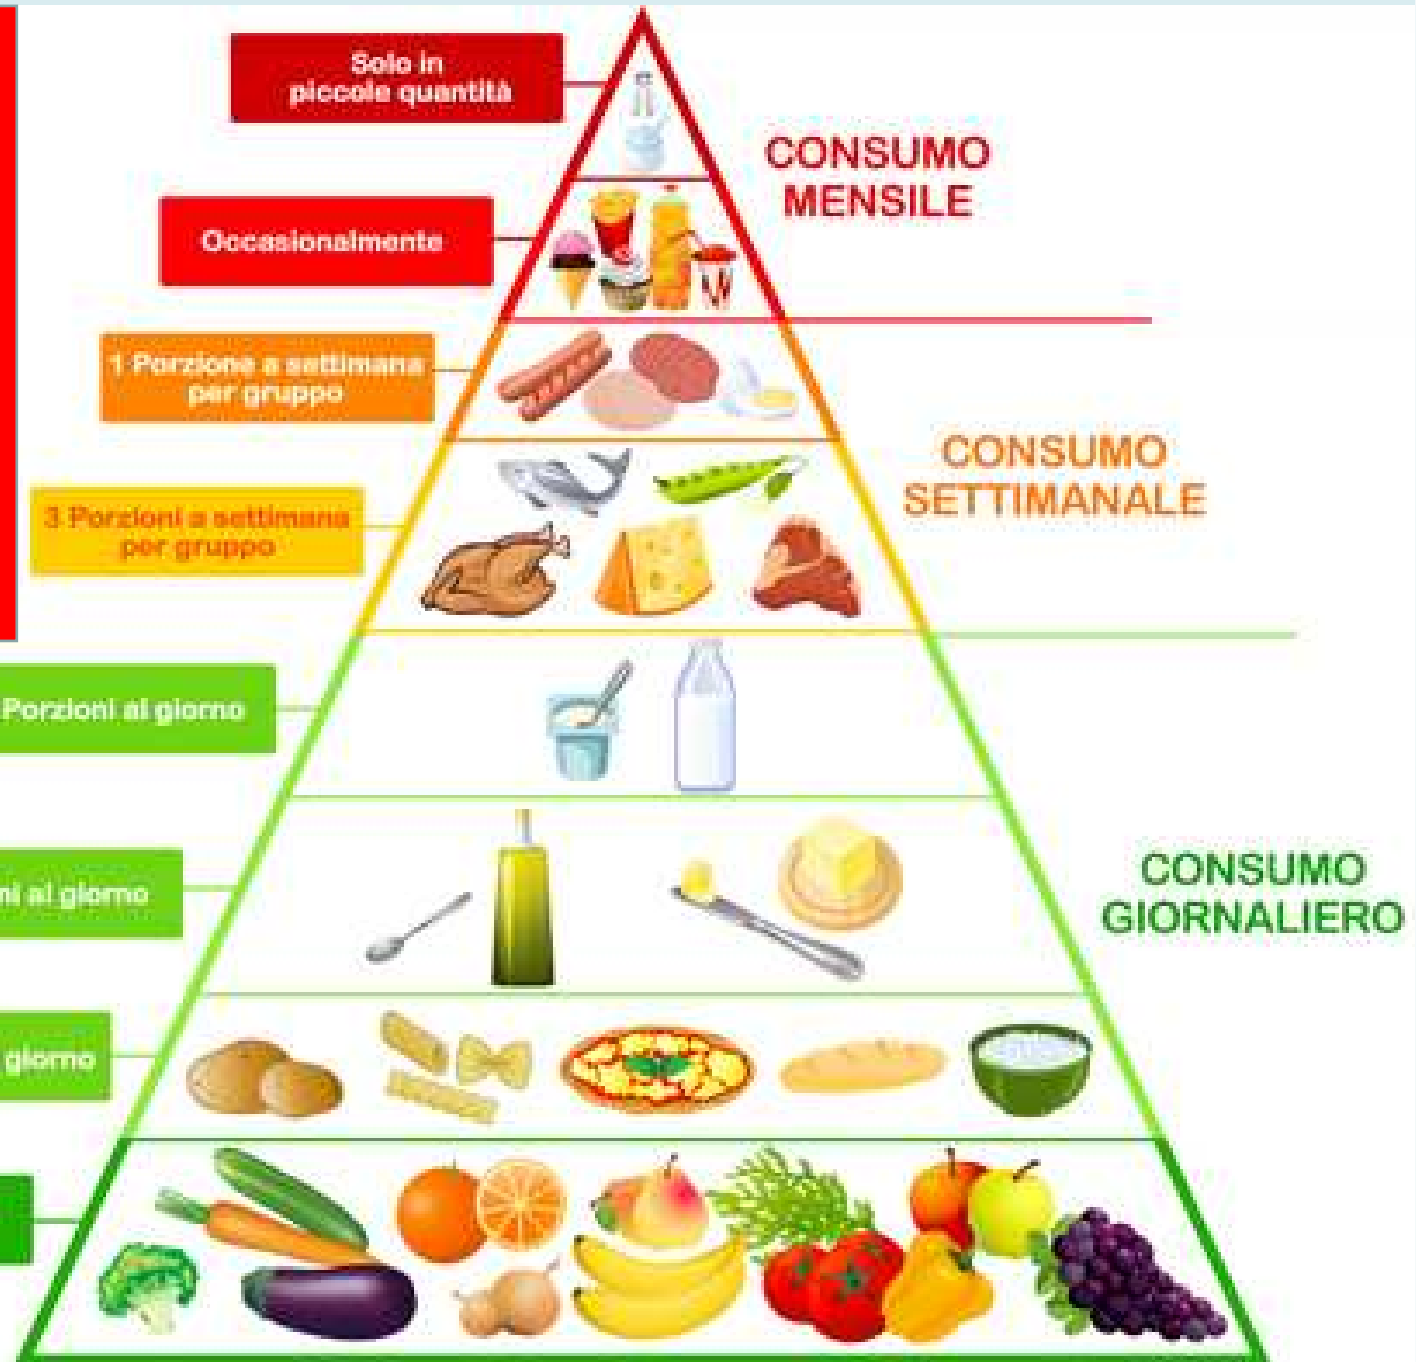 Solo in
piccole quantità
CONSUMO
MENSILE
Occasionalmente
1 Porzione a settimana
per gruppo
CONSUMO
SETTIMANALE
3 Porzioni a settimana
per gruppo
Porzioni al giorno
ni al giorno
CONSUMO
GIORNALIERO
giorno